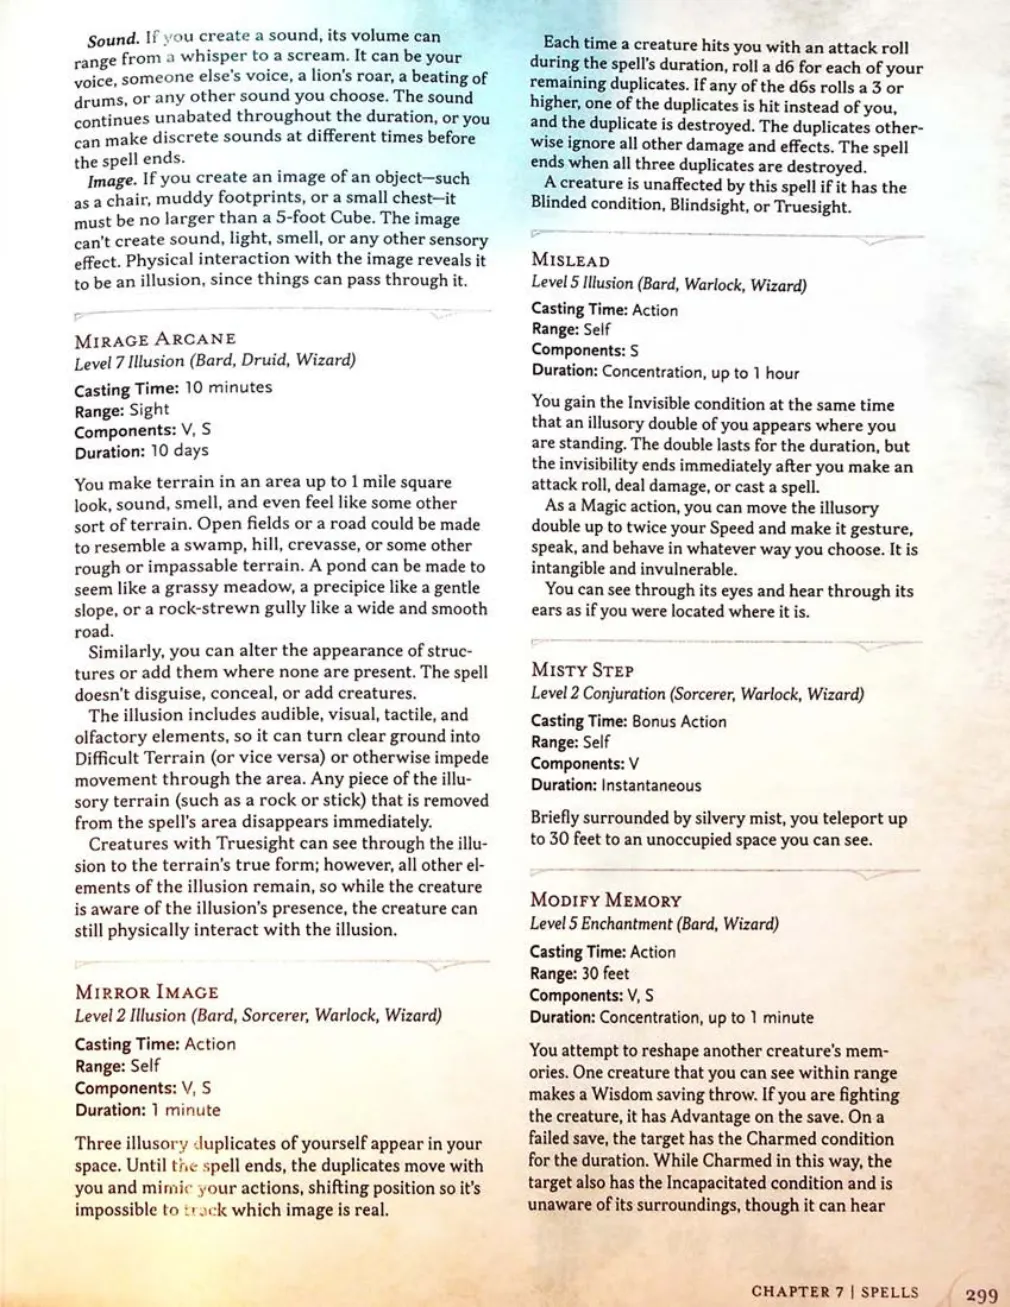 Sound. If you create a sound, its volume can
range from a whisper to a scream. It can be your
voice, someone else's voice, a lion's roar, a beating of
drums, or any other sound you choose. The sound
continues unabated throughout the duration, or you
can make discrete sounds at different times before
the spell ends.
Image. If you create an image of an object—such
as a chair, muddy footprints, or a small chest—it
must be no larger than a 5-foot Cube. The image
can't create sound, light, smell, or any other sensory
effect. Physical interaction with the image reveals it
to be an illusion, since things can pass through it.
MIRAGE ARCANE
Level 7 Illusion (Bard, Druid, Wizard)
Casting Time: 10 minutes
Range: Sight
Components: V, S
Duration: 10 days
You make terrain in an area up to 1 mile square
look, sound, smell, and even feel like some other
sort of terrain. Open fields or a road could be made
to resemble a swamp, hill, crevasse, or some other
rough or impassable terrain. A pond can be made to
seem like a grassy meadow, a precipice like a gentle
slope, or a rock-strewn gully like a wide and smooth
road.
Similarly, you can alter the appearance of struc-
tures or add them where none are present. The spell
doesn't disguise, conceal, or add creatures.
The illusion includes audible, visual, tactile, and
olfactory elements, so it can turn clear ground into
Difficult Terrain (or vice versa) or otherwise impede
movement through the area. Any piece of the illu-
sory terrain (such as a rock or stick) that is removed
from the spell's area disappears immediately.
Creatures with Truesight can see through the illu-
sion to the terrain's true form; however, all other el-
ements of the illusion remain, so while the creature
is aware of the illusion's presence, the creature can
still physically interact with the illusion.
MIRROR IMAGE
Level 2 Illusion (Bard, Sorcerer, Warlock, Wizard)
Casting Time: Action
Range: Self
Components: V, S
Duration: 1 minute
Three illusory duplicates of yourself appear in your
space. Until the spell ends, the duplicates move with
you and mimic your actions, shifting position so it's
impossible to track which image is real.
Each time a creature hits you with an attack roll
during the spell's duration, roll a d6 for each of your
remaining duplicates. If any of the d6s rolls a 3 or
higher, one of the duplicates is hit instead of you,
and the duplicate is destroyed. The duplicates other-
wise ignore all other damage and effects. The spell
ends when all three duplicates are destroyed.
A creature is unaffected by this spell if it has the
Blinded condition, Blindsight, or Truesight.
MISLEAD
Level 5 Illusion (Bard, Warlock, Wizard)
Casting Time: Action
Range: Self
Components: S
Duration: Concentration, up to 1 hour
You gain the Invisible condition at the same time
that an illusory double of you appears where you
are standing. The double lasts for the duration, but
the invisibility ends immediately after you make an
attack roll, deal damage, or cast a spell.
As a Magic action, you can move the illusory
double up to twice your Speed and make it gesture,
speak, and behave in whatever way you choose. It is
intangible and invulnerable.
You can see through its eyes and hear through its
ears as if you were located where it is.
MISTY STEP
Level 2 Conjuration (Sorcerer, Warlock, Wizard)
Casting Time: Bonus Action
Range: Self
Components: V
Duration: Instantaneous
Briefly surrounded by silvery mist, you teleport up
to 30 feet to an unoccupied space you can see.
MODIFY MEMORY
Level 5 Enchantment (Bard, Wizard)
Casting Time: Action
Range: 30 feet
Components: V, S
Duration: Concentration, up to 1 minute
You attempt to reshape another creature's mem-
ories. One creature that you can see within range
makes a Wisdom saving throw. If you are fighting
the creature, it has Advantage on the save. On a
failed save, the target has the Charmed condition
for the duration. While Charmed in this way, the
target also has the Incapacitated condition and is
unaware of its surroundings, though it can hear
CHAPTER 7 | SPELLS 299